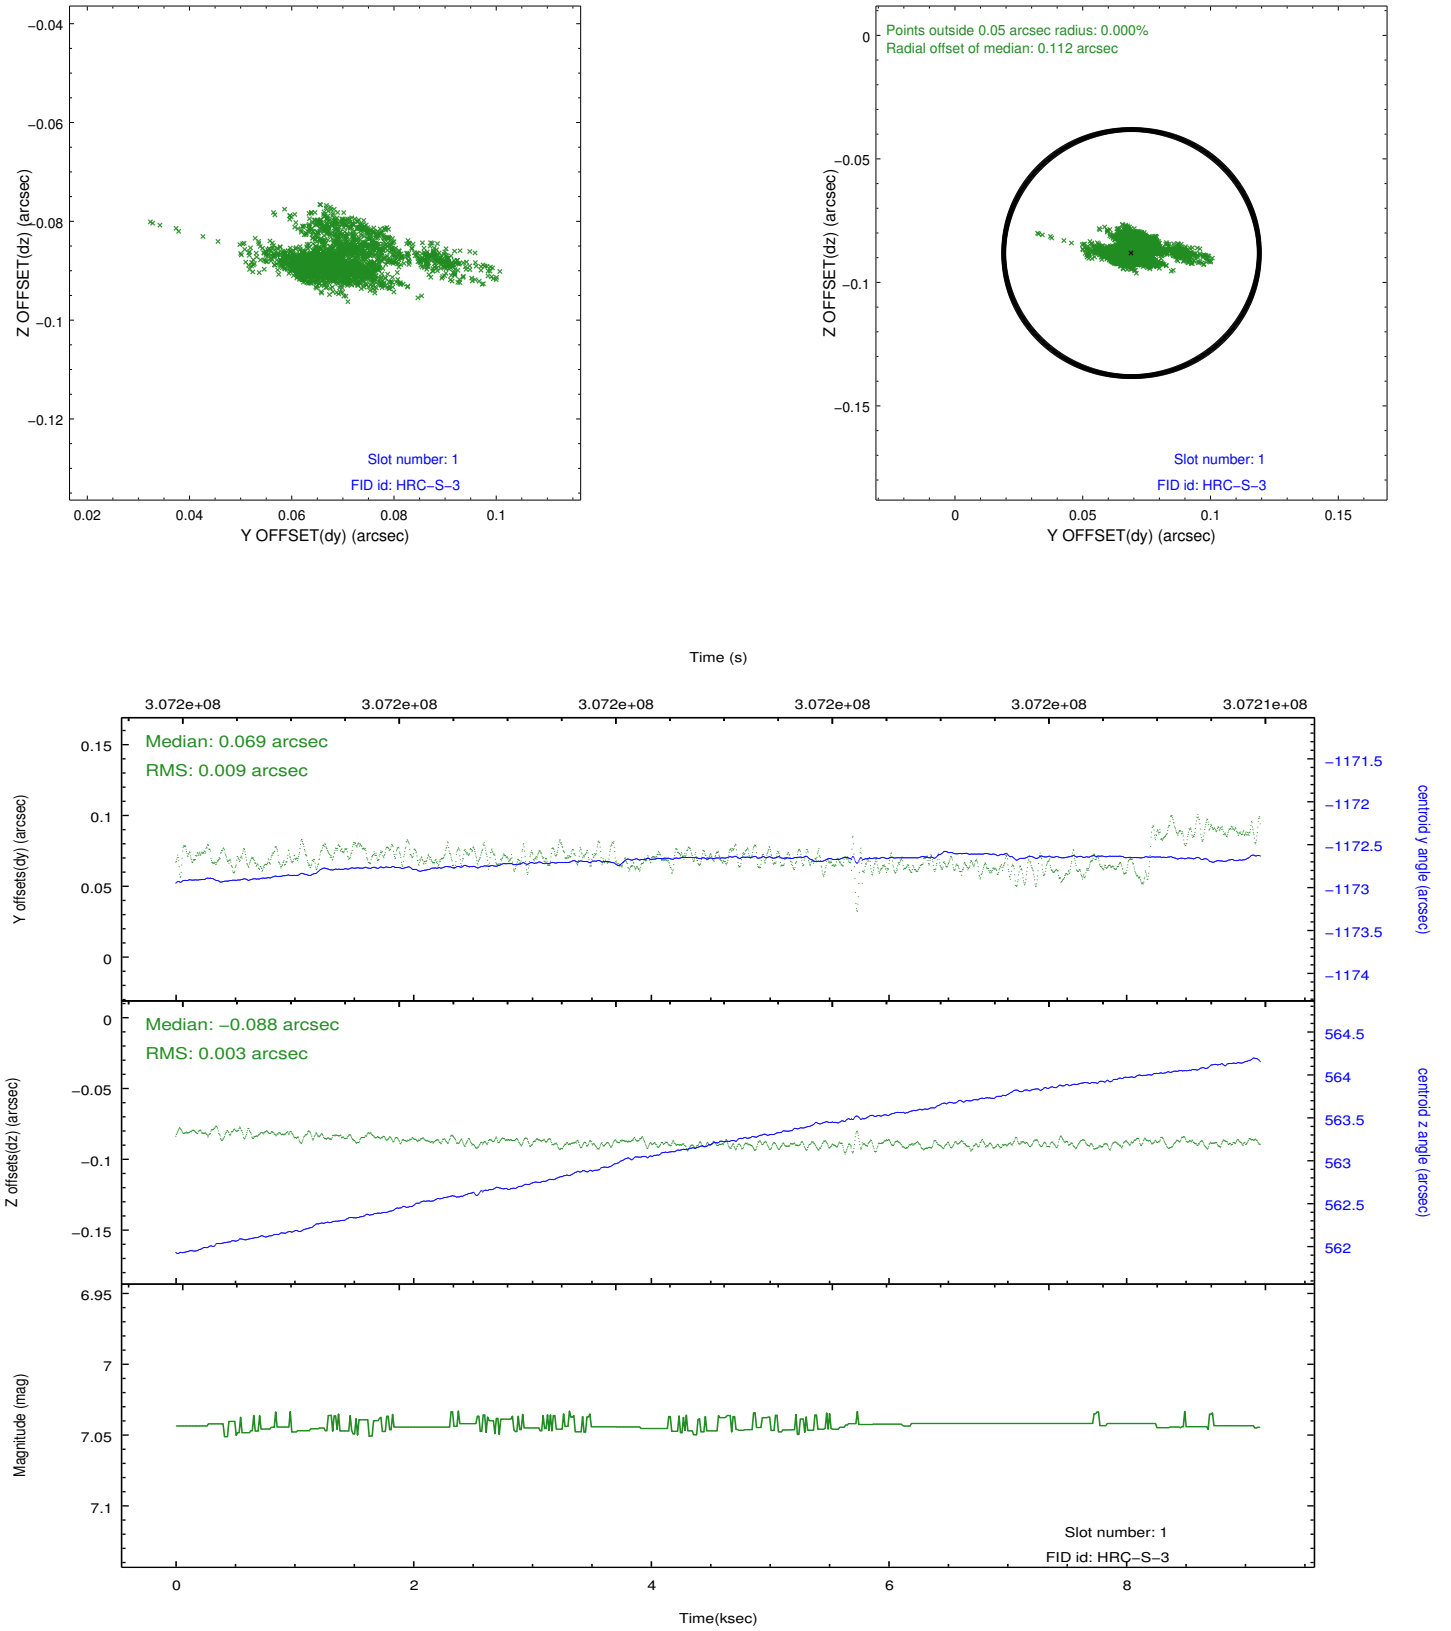 −0.04
−0.06
−0.08
−0.1
−0.12
Z OFFSET(dz) (arcsec)
Slot number: 1
FID id: HRC−S−3
0.02
0.04
0.06
0.08
0.1
Y OFFSET(dy) (arcsec)
Points outside 0.05 arcsec radius: 0.000%
Radial offset of median: 0.112 arcsec
0
−0.05
−0.1
−0.15
Z OFFSET(dz) (arcsec)
Slot number: 1
FID id: HRC−S−3
0
0.05
0.1
0.15
Y OFFSET(dy) (arcsec)
Time (s)
3.072e+08
3.072e+08
3.072e+08
3.072e+08
3.072e+08
3.0721e+08
Median: 0.069 arcsec
RMS: 0.009 arcsec
0.15
0.1
0.05
0
Y offsets(dy) (arcsec)
−1171.5
−1172
−1172.5
−1173
−1173.5
−1174
centroid y angle (arcsec)
Median: −0.088 arcsec
RMS: 0.003 arcsec
0
−0.05
−0.1
−0.15
Z offsets(dz) (arcsec)
564.5
564
563.5
563
562.5
562
centroid z angle (arcsec)
6.95
7
7.05
7.1
Magnitude (mag)
Slot number: 1
FID id: HRC−S−3
0
2
4
6
8
Time(ksec)